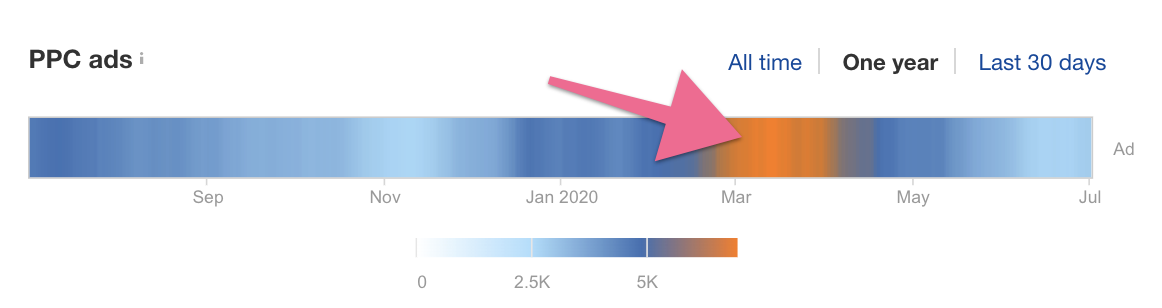 PPC ads i
All time One year Last 30 days
Ad
Sep Nov Jan 2020 Mar May Jul
0 2.5K 5K